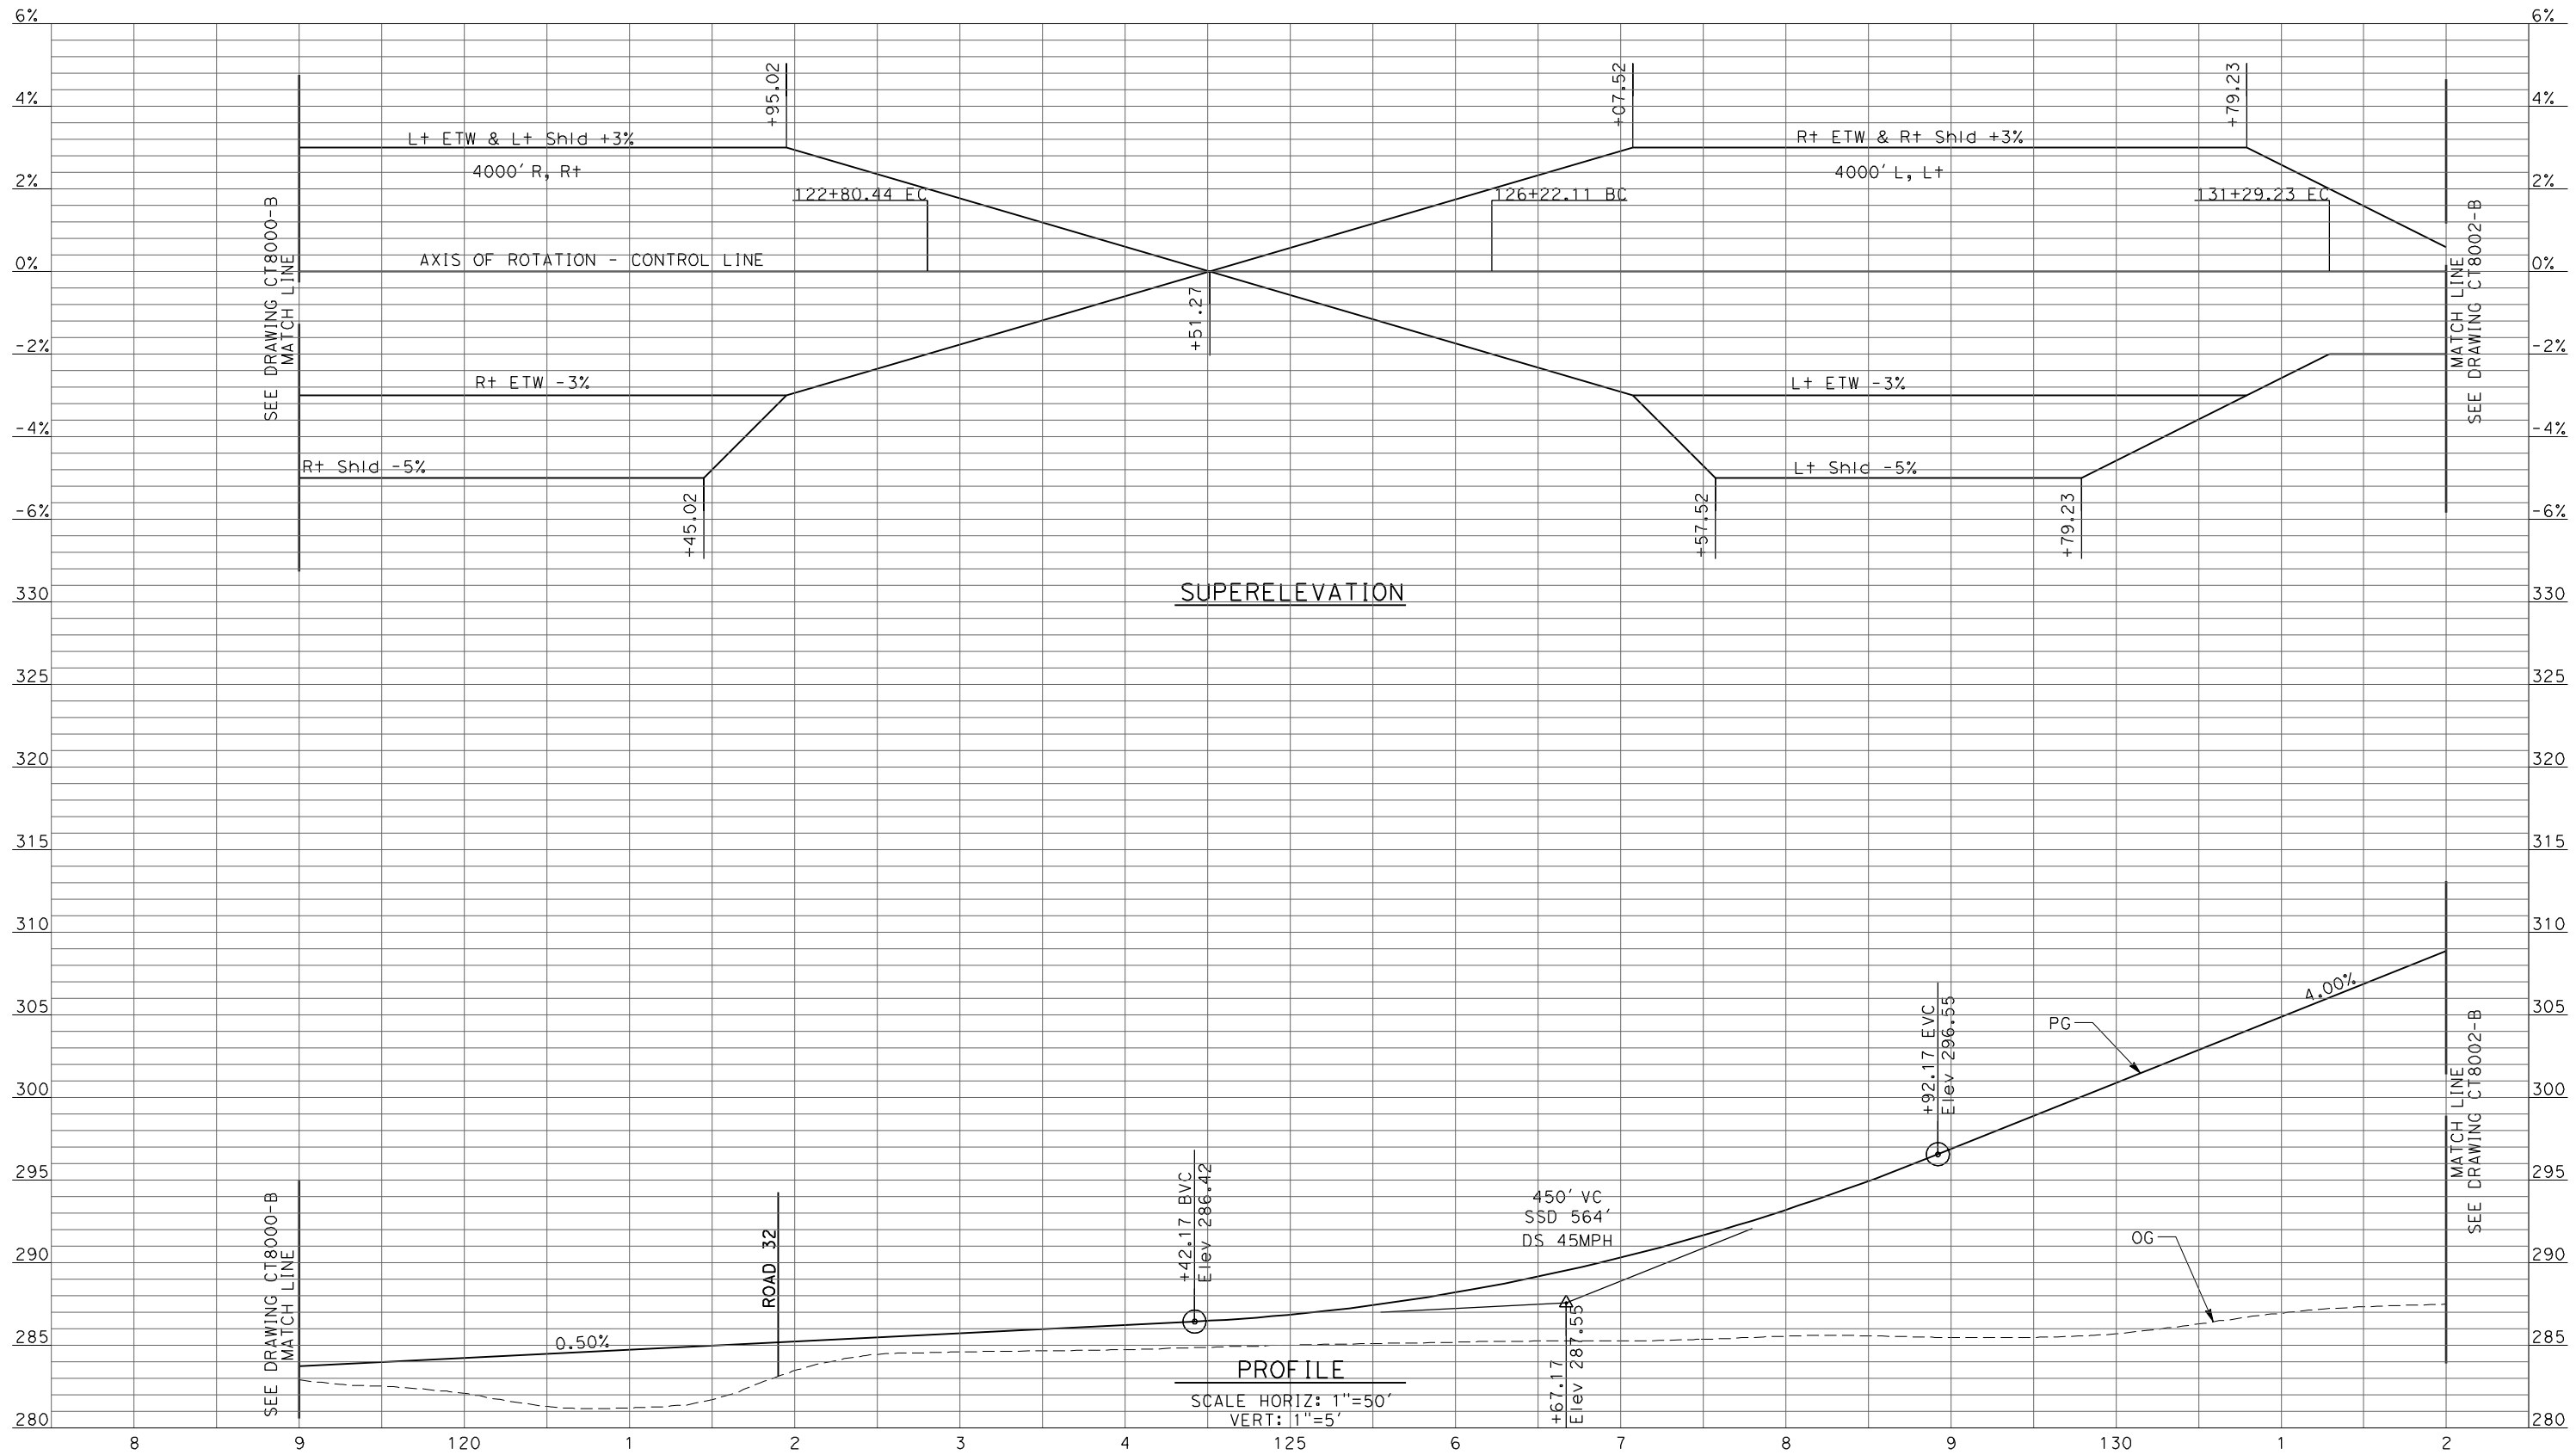 6%
6%
+95.02
+07.52
+79.23
4%
4%
Lt ETW & Lt Shld +3%
Rt ETW & Rt Shld +3%
4000' R, Rt
4000' L, Lt
2%
2%
122+80.44 EC
126+22.11 BC
131+29.23 EC
SEE DRAWING CT8000-B
MATCH LINE
AXIS OF ROTATION - CONTROL LINE
MATCH LINE
SEE DRAWING CT8002-B
0%
0%
+51.27
-2%
-2%
Rt ETW -3%
Lt ETW -3%
-4%
-4%
Rt Shld -5%
Lt Shld -5%
+45.02
+57.52
+79.23
-6%
-6%
SUPERELEVATION
330
330
325
325
320
320
315
315
310
310
4.00%
305
305
PG
+92.17 EVC
Elev 296.55
300
300
MATCH LINE
SEE DRAWING CT8002-B
295
295
SEE DRAWING CT8000-B
MATCH LINE
ROAD 32
+42.17 BVC
Elev 286.42
450' VC
SSD 564'
DS 45MPH
OG
290
290
0.50%
285
285
+67.17
Elev 287.55
PROFILE
SCALE HORIZ: 1"=50'
VERT: 1"=5'
280
280
8 9 120 1 2 3 4 125 6 7 8 9 130 1 2